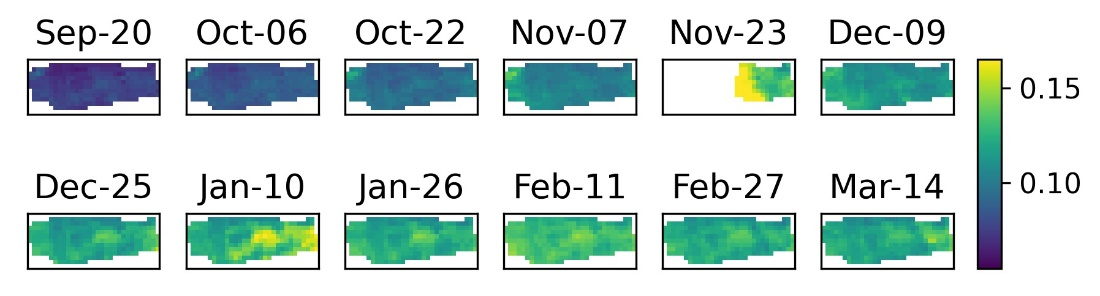 Sep-20 Oct-06 Oct-22 Nov-07 Nov-23 Dec-09
0.15
0.10
Dec-25 Jan-10 Jan-26 Feb-11 Feb-27 Mar-14